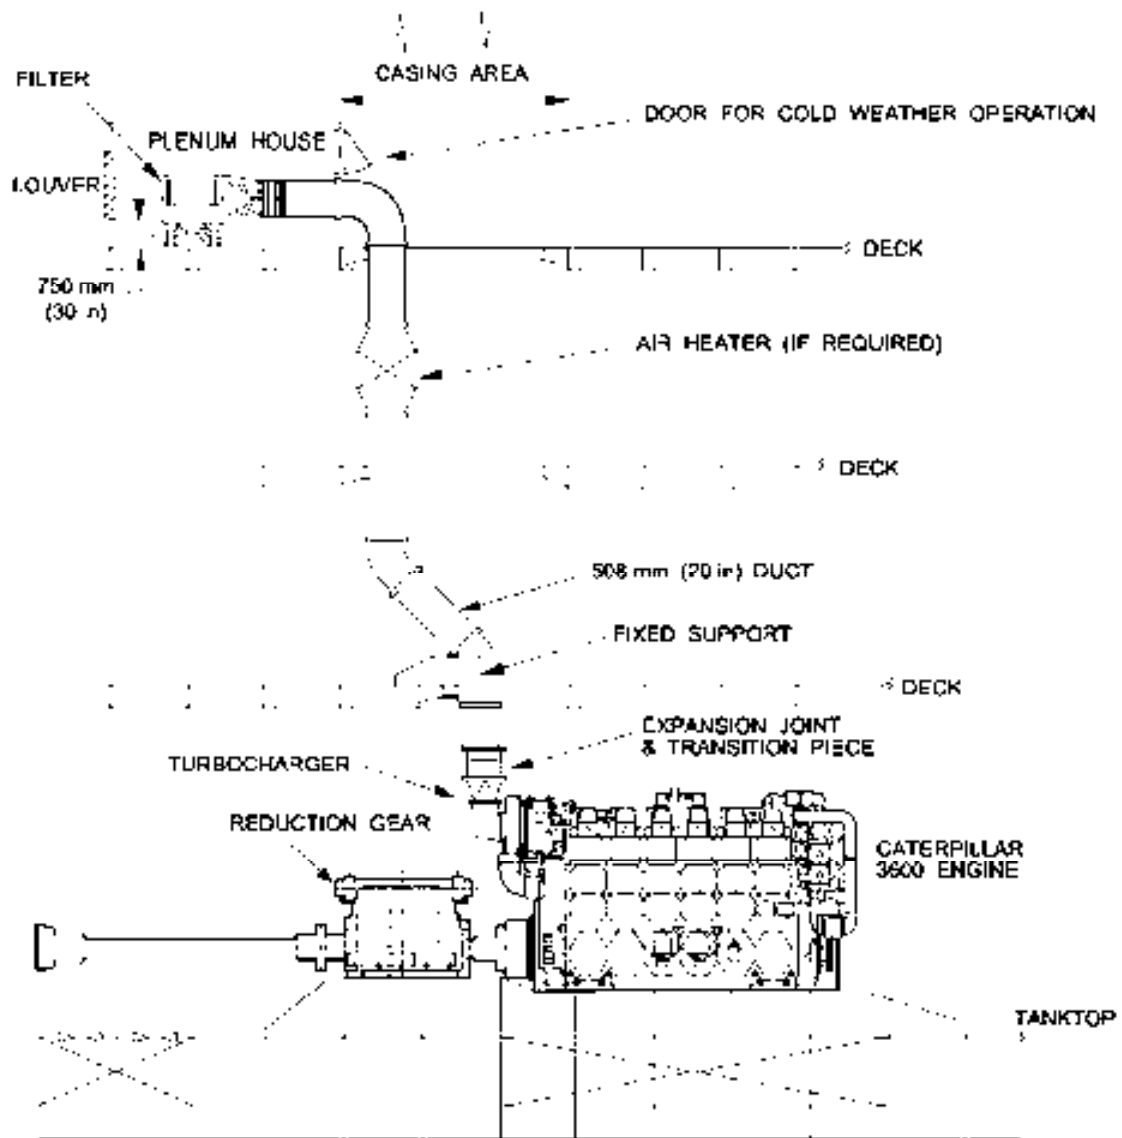 CASING AREA
FILTER
DOOR FOR COLD WEATHER OPERATION
PLENUM HOUSE
LOUVER
DECK
750 mm
(30 in)
AIR HEATER (IF REQUIRED)
DECK
508 mm (20 in) DUCT
FIXED SUPPORT
DECK
EXPANSION JOINT
& TRANSITION PIECE
TURBOCHARGER
REDUCTION GEAR
CATERPILLAR
3600 ENGINE
TANKTOP